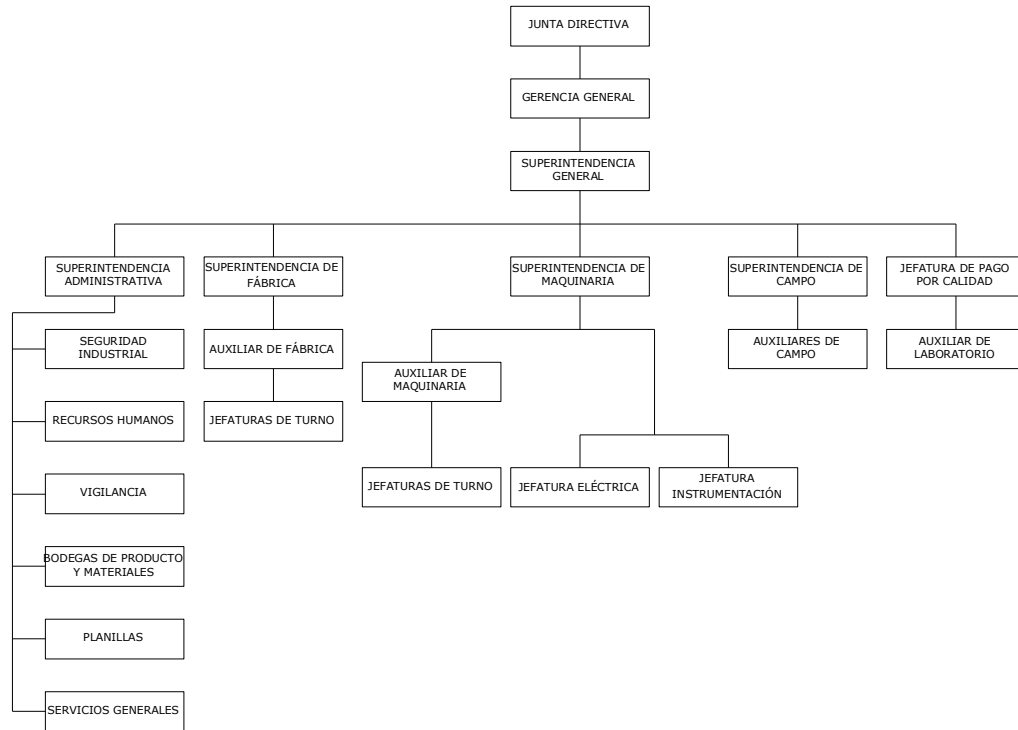 JUNTA DIRECTIVA
GERENCIA GENERAL
SUPERINTENDENCIA
GENERAL
SUPERINTENDENCIA
ADMINISTRATIVA
SUPERINTENDENCIA DE
FÁBRICA
SUPERINTENDENCIA DE
MAQUINARIA
SUPERINTENDENCIA DE
CAMPO
JEFATURA DE PAGO
POR CALIDAD
SEGURIDAD
INDUSTRIAL
AUXILIAR DE FÁBRICA
AUXILIAR DE
MAQUINARIA
AUXILIARES DE
CAMPO
AUXILIAR DE
LABORATORIO
RECURSOS HUMANOS
JEFATURAS DE TURNO
VIGILANCIA
JEFATURAS DE TURNO
JEFATURA ELÉCTRICA
JEFATURA
INSTRUMENTACIÓN
BODEGAS DE PRODUCTO
Y MATERIALES
PLANILLAS
SERVICIOS GENERALES